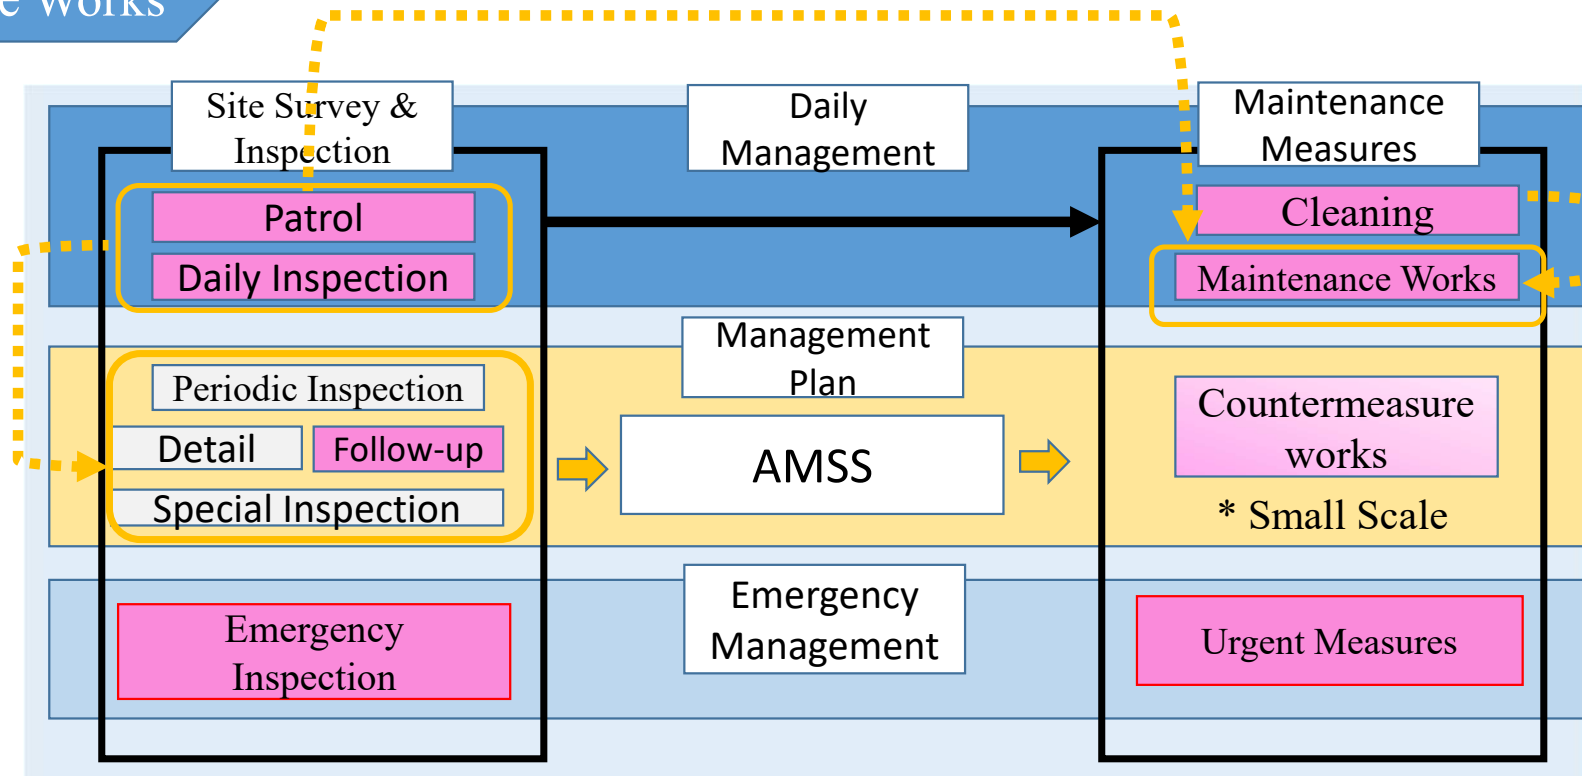 e Works
Site Survey &
Inspection
Daily
Management
Maintenance
Measures
Patrol
Daily Inspection
Cleaning
Maintenance Works
Management
Plan
Periodic Inspection
Detail
Follow-up
Special Inspection
AMSS
Countermeasure
works
* Small Scale
Emergency
Management
Emergency
Inspection
Urgent Measures